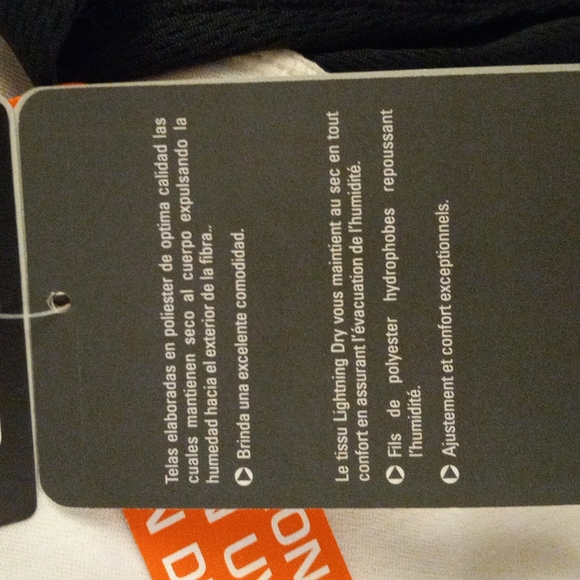 Telas elaboradas en poliester de optima calidad las
cuales mantienen seco al cuerpo expulsando la
humedad hacia el exterior de la fibra..
Brinda una excelente comodidad.
Le tissu Lightning Dry vous maintient au sec en tout
confort en assurant l'évacuation de l'humidité.
Fils de polyester hydrophobes repoussant
l'humidité.
Ajustement et confort exceptionnels.